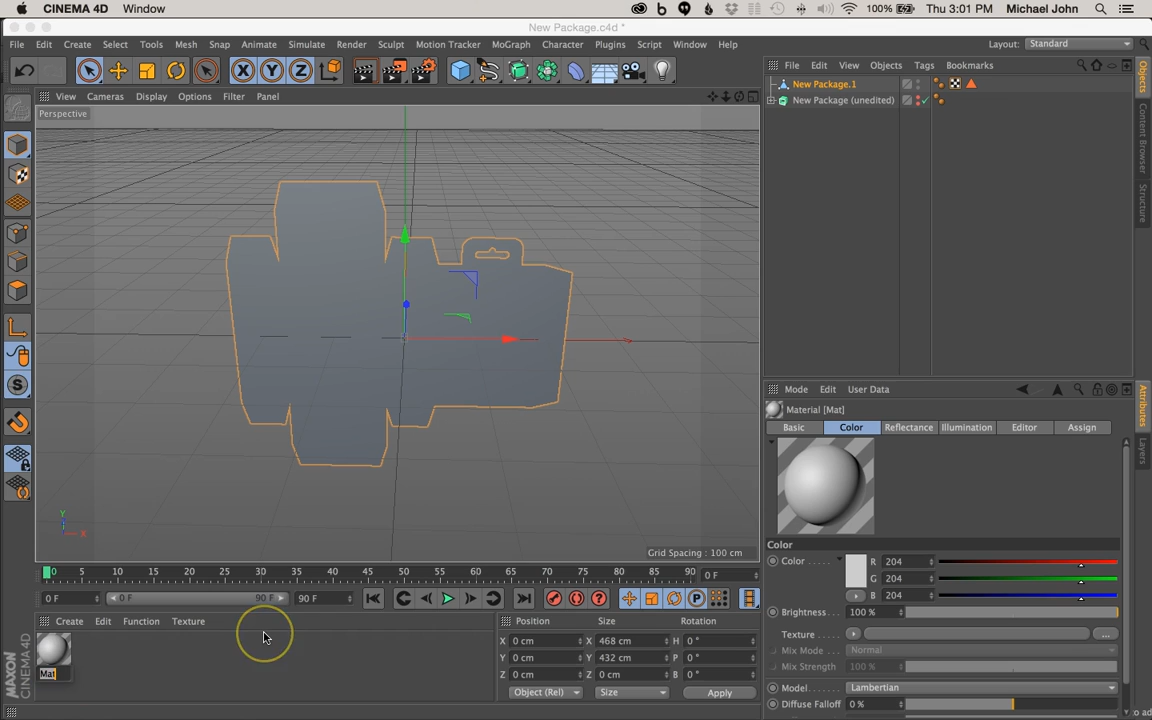 CINEMA 4D Window 100% Thu 3:01 PM Michael John
New Package.c4d *
File Edit Create Select Tools Mesh Snap Animate Simulate Render Sculpt Motion Tracker MoGraph Character Plugins Script Window Help Layout: Standard
X Y Z
View Cameras Display Options Filter Panel
File Edit View Objects Tags Bookmarks
Perspective
New Package.1
New Package (unedited)
Objects
Content Browser
Structure
Mode Edit User Data
Attributes
Layers
Material [Mat]
Basic Color Reflectance Illumination Editor Assign
Color
Color R 204
G 204
B 204
Brightness 100 %
Texture ...
Mix Mode Normal
Mix Strength 100 %
Model Lambertian
Diffuse Falloff 0 %
Y
X
Grid Spacing : 100 cm
0 5 10 15 20 25 30 35 40 45 50 55 60 65 70 75 80 85 90 0 F
0 F 0 F 90 F 90 F
Create Edit Function Texture
Mat
Position Size Rotation
X 0 cm X 468 cm H 0 °
Y 0 cm Y 432 cm P 0 °
Z 0 cm Z 0 cm B 0 °
Object (Rel) Size Apply
MAXON
CINEMA 4D